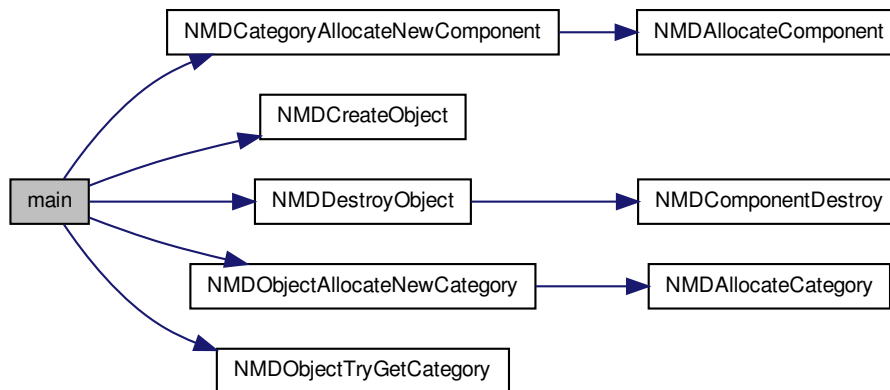 NMDCategoryAllocateNewComponent
NMDAllocateComponent
NMDCreateObject
main
NMDDestroyObject
NMDComponentDestroy
NMDObjectAllocateNewCategory
NMDAllocateCategory
NMDObjectTryGetCategory